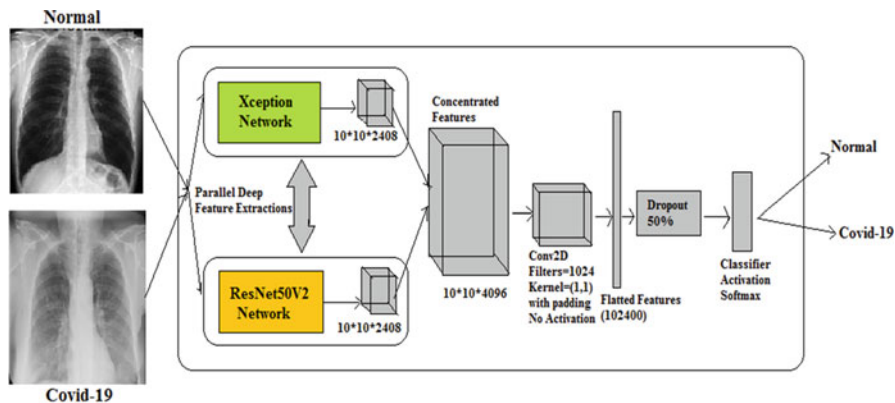 Normal
Xception
Network
10*10*2408
Parallel Deep
Feature Extractions
ResNet50V2
Network
10*10*2408
Concentrated
Features
10*10*4096
Conv2D
Filters=1024
Kernel=(1,1)
with padding
No Activation
Flatted Features
(102400)
Dropout
50%
Classifier
Activation
Softmax
Normal
Covid-19
Covid-19